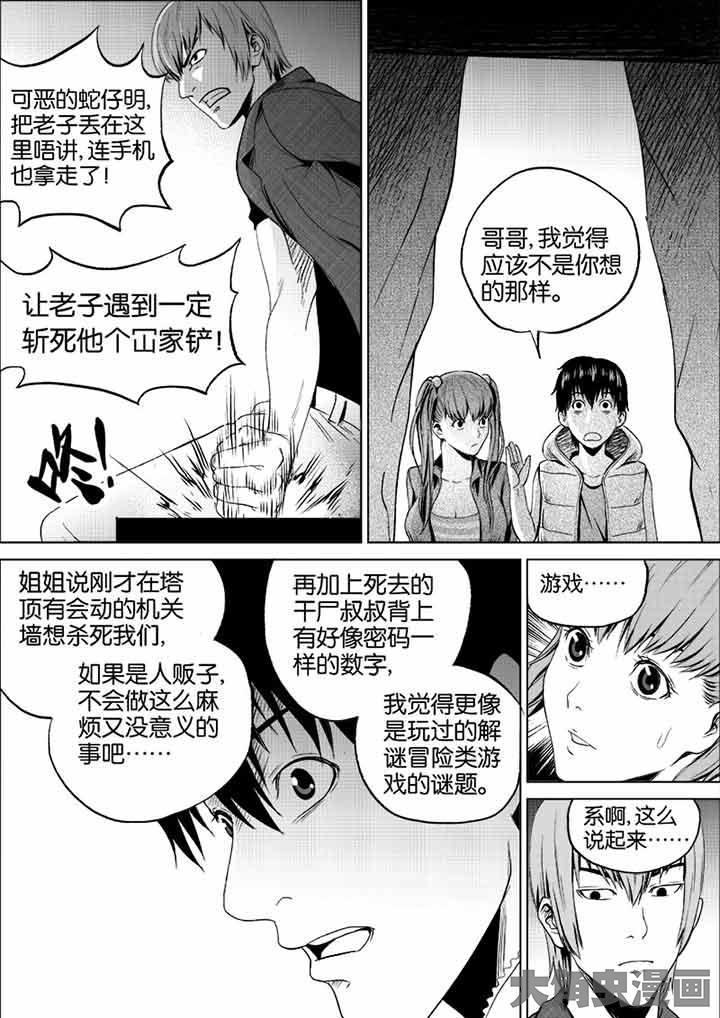 可恶的蛇仔明,
把老子丢在这
里唔讲,连手机
也拿走了!
让老子遇到一定
斩死他个冚家铲!
咚!
哥哥,我觉得
应该不是你想
的那样。
姐姐说刚才在塔
顶有会动的机关
墙想杀死我们,
如果是人贩子,
不会做这么麻
烦又没意义的
事吧……
再加上死去的
干尸叔叔背上
有好像密码一
样的数字,
我觉得更像
是玩过的解
谜冒险类游
戏的谜题。
游戏……
系啊,这么
说起来……
大角虫漫画